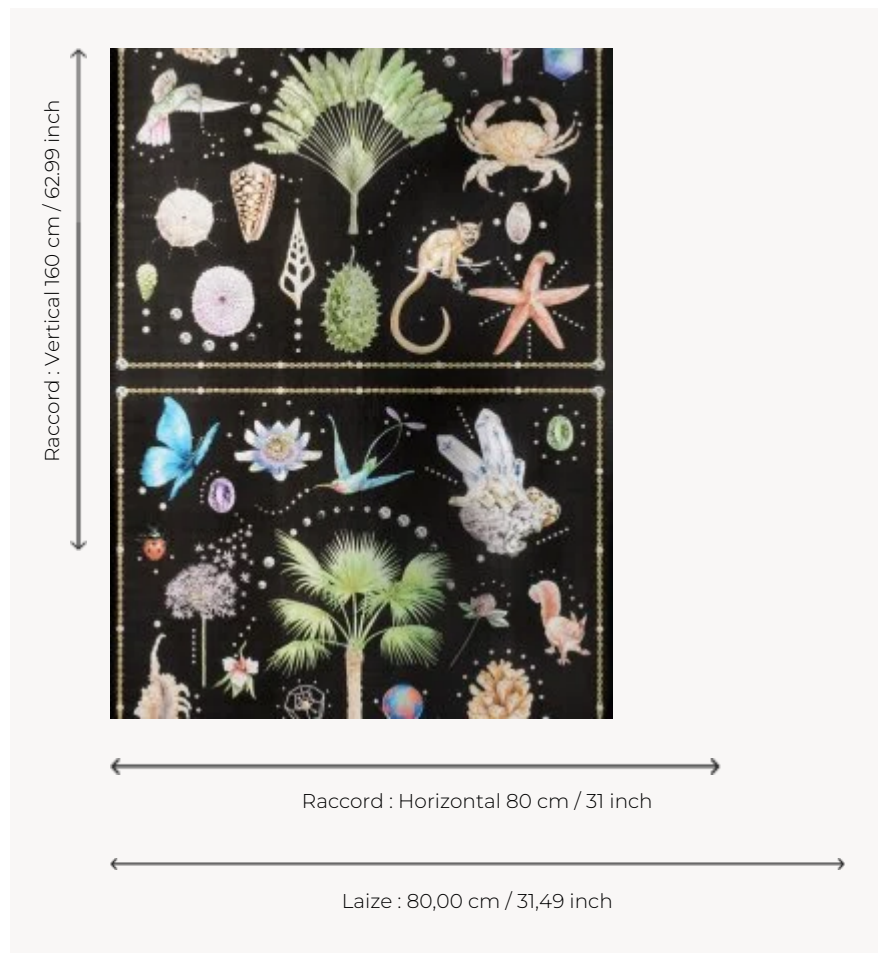 Raccord : Vertical 160 cm / 62.99 inch
Raccord : Horizontal 80 cm / 31 inch
Laize : 80,00 cm / 31,49 inch